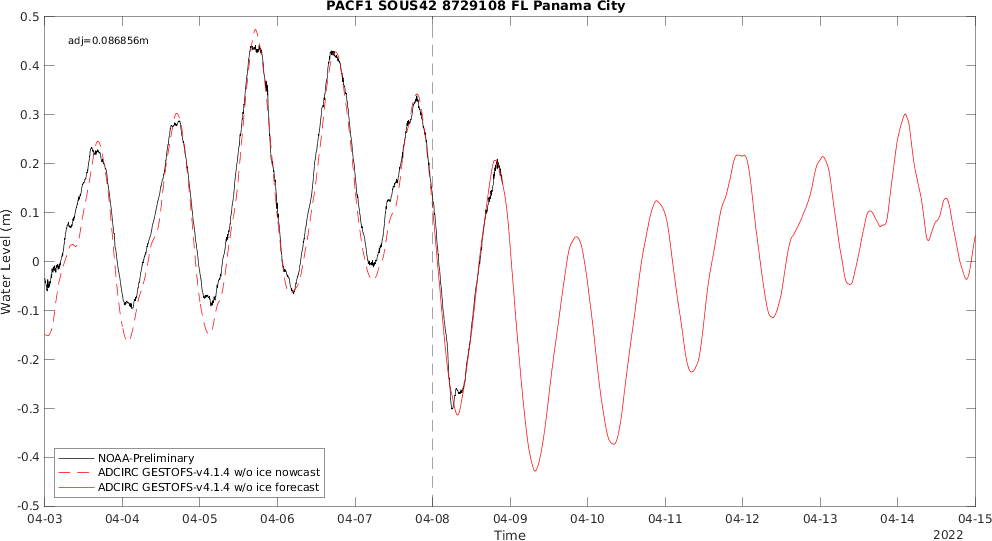 PACF1 SOUS42 8729108 FL Panama City
adj=0.086856m
0.5
0.4
0.3
0.2
0.1
0
-0.1
-0.2
-0.3
-0.4
-0.5
Water Level (m)
NOAA-Preliminary
ADCIRC GESTOFS-v4.1.4 w/o ice nowcast
ADCIRC GESTOFS-v4.1.4 w/o ice forecast
04-03 04-04 04-05 04-06 04-07 04-08 04-09 04-10 04-11 04-12 04-13 04-14 04-15
Time
2022